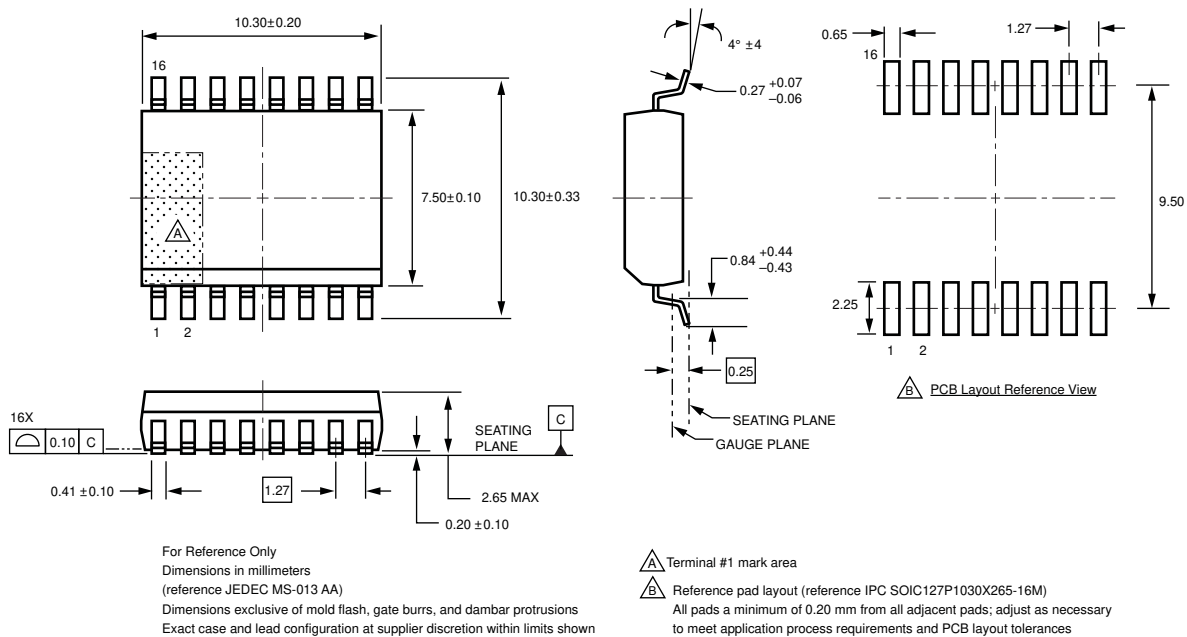 10.30±0.20
16
7.50±0.10
10.30±0.33
A
1 2
4° ±4
0.27 +0.07
−0.06
0.84 +0.44
−0.43
0.25
SEATING PLANE
GAUGE PLANE
0.65
1.27
16
9.50
2.25
1 2
B PCB Layout Reference View
16X
0.10 C
SEATING
PLANE
C
0.41 ±0.10
1.27
2.65 MAX
0.20 ±0.10
For Reference Only
Dimensions in millimeters
(reference JEDEC MS-013 AA)
Dimensions exclusive of mold flash, gate burrs, and dambar protrusions
Exact case and lead configuration at supplier discretion within limits shown
A Terminal #1 mark area
B Reference pad layout (reference IPC SOIC127P1030X265-16M)
All pads a minimum of 0.20 mm from all adjacent pads; adjust as necessary
to meet application process requirements and PCB layout tolerances